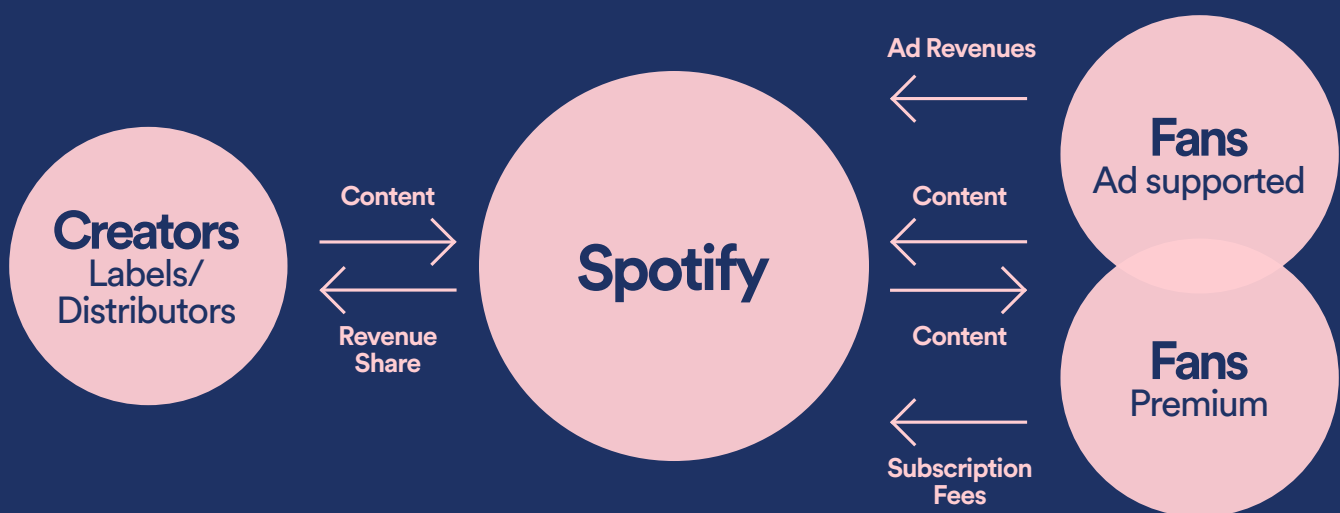 Creators
Labels/
Distributors
Content
Revenue
Share
Spotify
Ad Revenues
Content
Content
Subscription
Fees
Fans
Ad supported
Fans
Premium